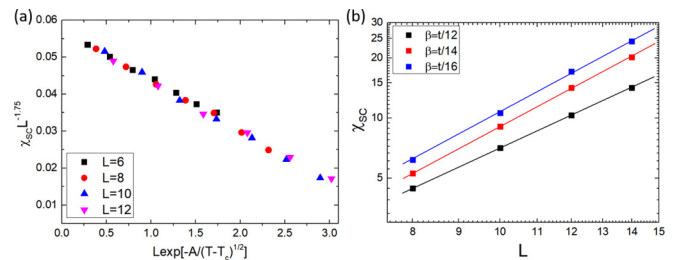 (a)
0.06
0.05
0.04
0.03
0.02
0.01
χSCL-1.75
L=6
L=8
L=10
L=12
0.0 0.5 1.0 1.5 2.0 2.5 3.0
Lexp[-A/(T-Tc)1/2]
(b)
30
25
20
15
10
5
χSC
β=t/12
β=t/14
β=t/16
8 9 10 11 12 13 14 15
L